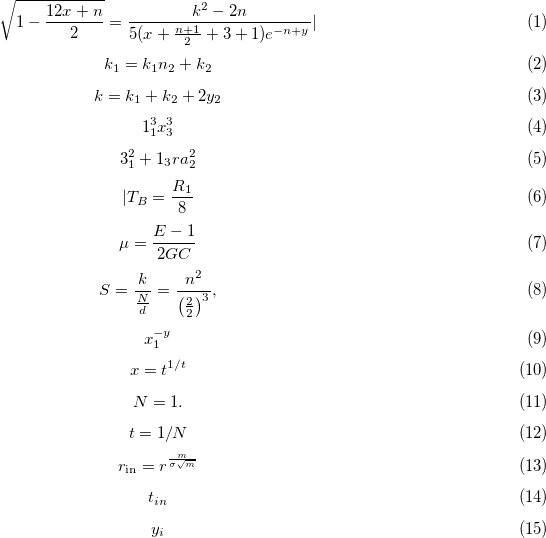 \sqrt{1 - \frac{12x + n}{2}} = \frac{k^2 - 2n}{5(x + \frac{n+1}{2} + 3 + 1)e^{-n+y}}| (1)
k_1 = k_1 n_2 + k_2 (2)
k = k_1 + k_2 + 2y_2 (3)
1_1^3 x_3^3 (4)
3_1^2 + 1_3 r a_2^2 (5)
|T_B = \frac{R_1}{8} (6)
\mu = \frac{E - 1}{2GC} (7)
S = \frac{k}{\frac{N}{d}} = \frac{n^2}{\left(\frac{2}{2}\right)^3}, (8)
x_1^{-y} (9)
x = t^{1/t} (10)
N = 1. (11)
t = 1/N (12)
r_{\text{in}} = r^{\frac{m}{\sigma\sqrt{m}}} (13)
t_{in} (14)
y_i (15)